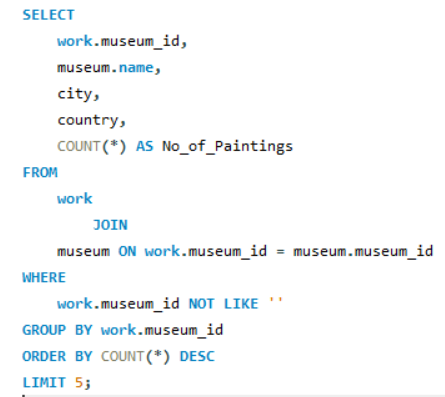 SELECT
work.museum_id,
museum.name,
city,
country,
COUNT(*) AS No_of_Paintings
FROM
work
JOIN
museum ON work.museum_id = museum.museum_id
WHERE
work.museum_id NOT LIKE ''
GROUP BY work.museum_id
ORDER BY COUNT(*) DESC
LIMIT 5;